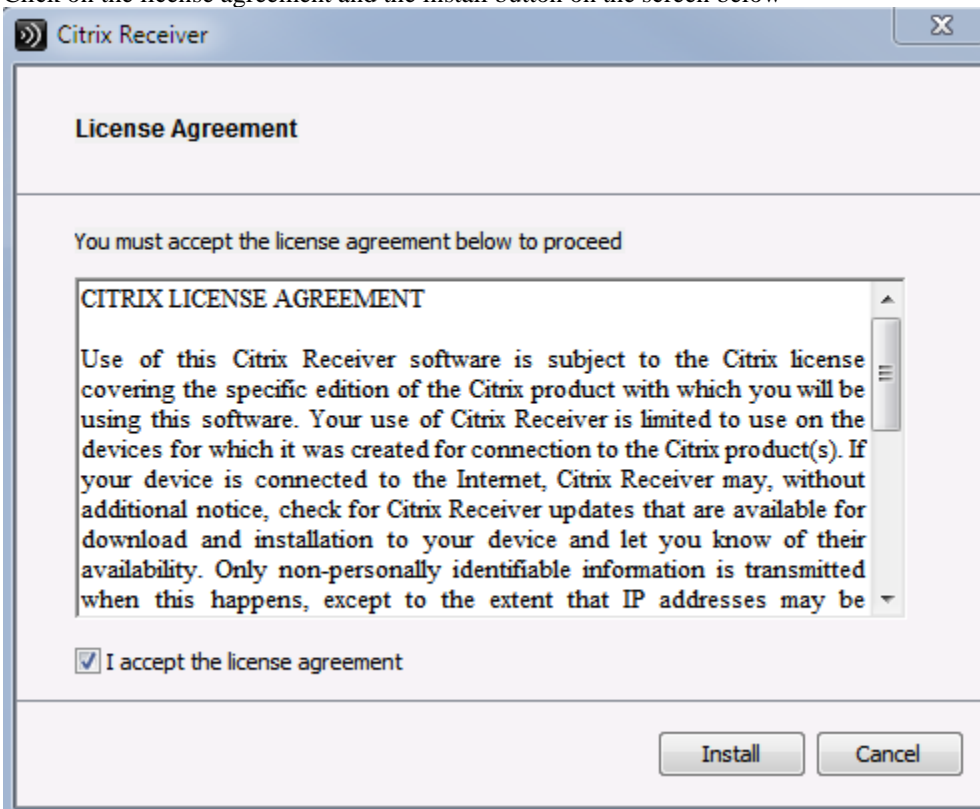 Click on the license agreement and the Install button on the screen below
Citrix Receiver
License Agreement
You must accept the license agreement below to proceed
CITRIX LICENSE AGREEMENT
Use of this Citrix Receiver software is subject to the Citrix license
covering the specific edition of the Citrix product with which you will be
using this software. Your use of Citrix Receiver is limited to use on the
devices for which it was created for connection to the Citrix product(s). If
your device is connected to the Internet, Citrix Receiver may, without
additional notice, check for Citrix Receiver updates that are available for
download and installation to your device and let you know of their
availability. Only non-personally identifiable information is transmitted
when this happens, except to the extent that IP addresses may be
I accept the license agreement
Install Cancel